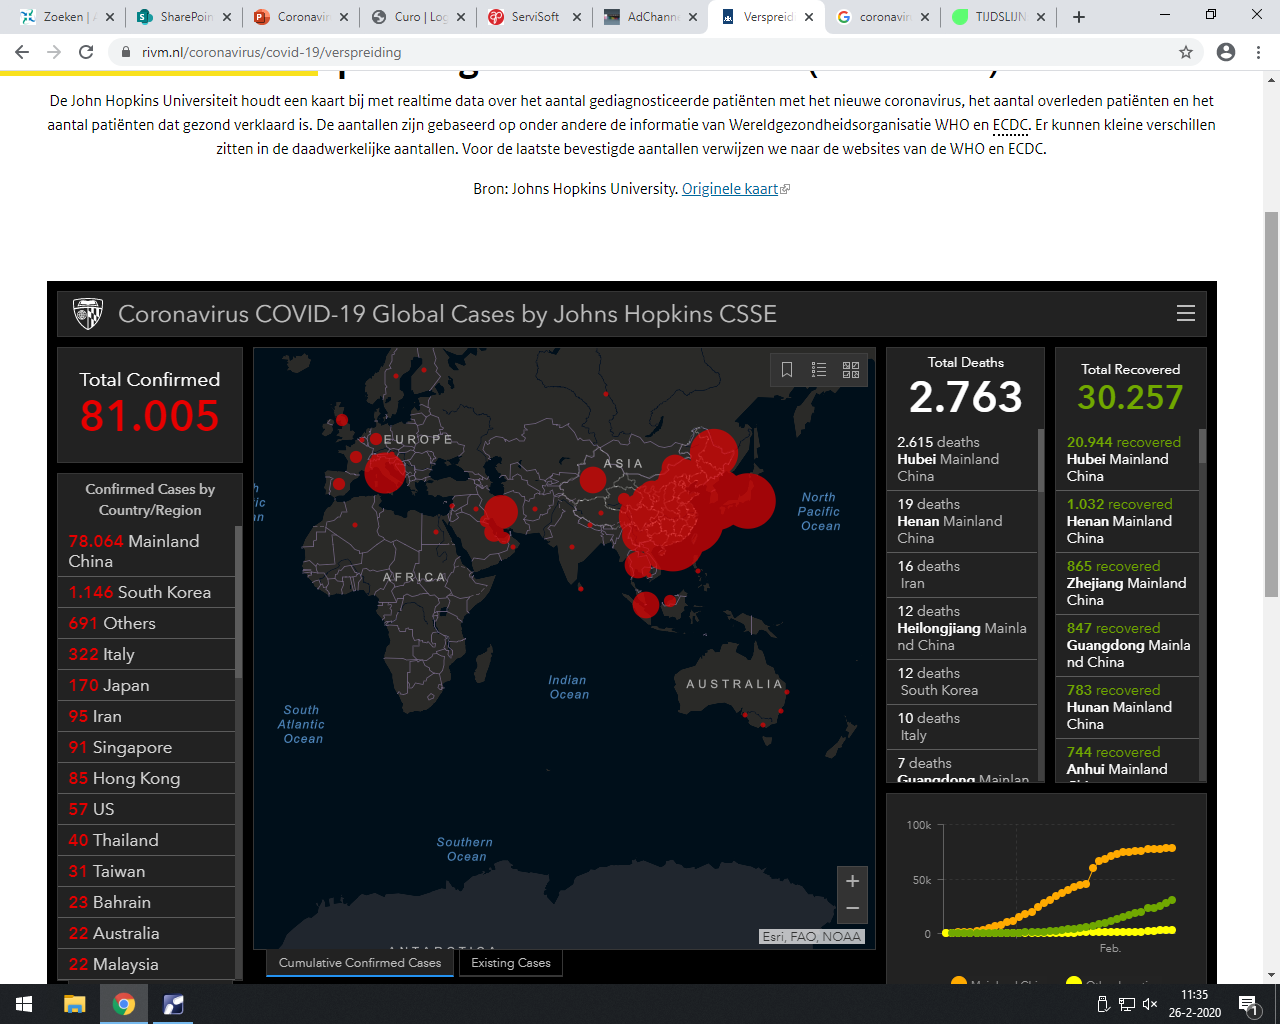 Zoeken | A
SharePoin
Coronavir
Curo | Log
ServiSoft
AdChann
Verspreid
coronavir
TIJDSLIJN
rivm.nl/coronavirus/covid-19/verspreiding
De John Hopkins Universiteit houdt een kaart bij met realtime data over het aantal gediagnosticeerde patiënten met het nieuwe coronavirus, het aantal overleden patiënten en het
aantal patiënten dat gezond verklaard is. De aantallen zijn gebaseerd op onder andere de informatie van Wereldgezondheidsorganisatie WHO en ECDC. Er kunnen kleine verschillen
zitten in de daadwerkelijke aantallen. Voor de laatste bevestigde aantallen verwijzen we naar de websites van de WHO en ECDC.
Bron: Johns Hopkins University. Originele kaart
Coronavirus COVID-19 Global Cases by Johns Hopkins CSSE
Total Confirmed
81.005
Confirmed Cases by
Country/Region
78.064 Mainland
China
1.146 South Korea
691 Others
322 Italy
170 Japan
95 Iran
91 Singapore
85 Hong Kong
57 US
40 Thailand
31 Taiwan
23 Bahrain
22 Australia
22 Malaysia
EUROPE
ASIA
AFRICA
AUSTRALIA
North
Pacific
Ocean
Indian
Ocean
South
Atlantic
Ocean
Southern
Ocean
ANTARCTICA
+
−
Esri, FAO, NOAA
Cumulative Confirmed Cases
Existing Cases
Total Deaths
2.763
2.615 deaths
Hubei Mainland
China
19 deaths
Henan Mainland
China
16 deaths
Iran
12 deaths
Heilongjiang Mainla
nd China
12 deaths
South Korea
10 deaths
Italy
7 deaths
Guangdong Mainlan
Total Recovered
30.257
20.944 recovered
Hubei Mainland
China
1.032 recovered
Henan Mainland
China
865 recovered
Zhejiang Mainland
China
847 recovered
Guangdong Mainla
nd China
783 recovered
Hunan Mainland
China
744 recovered
Anhui Mainland
100k
50k
0
Feb.
11:35
26-2-2020
1